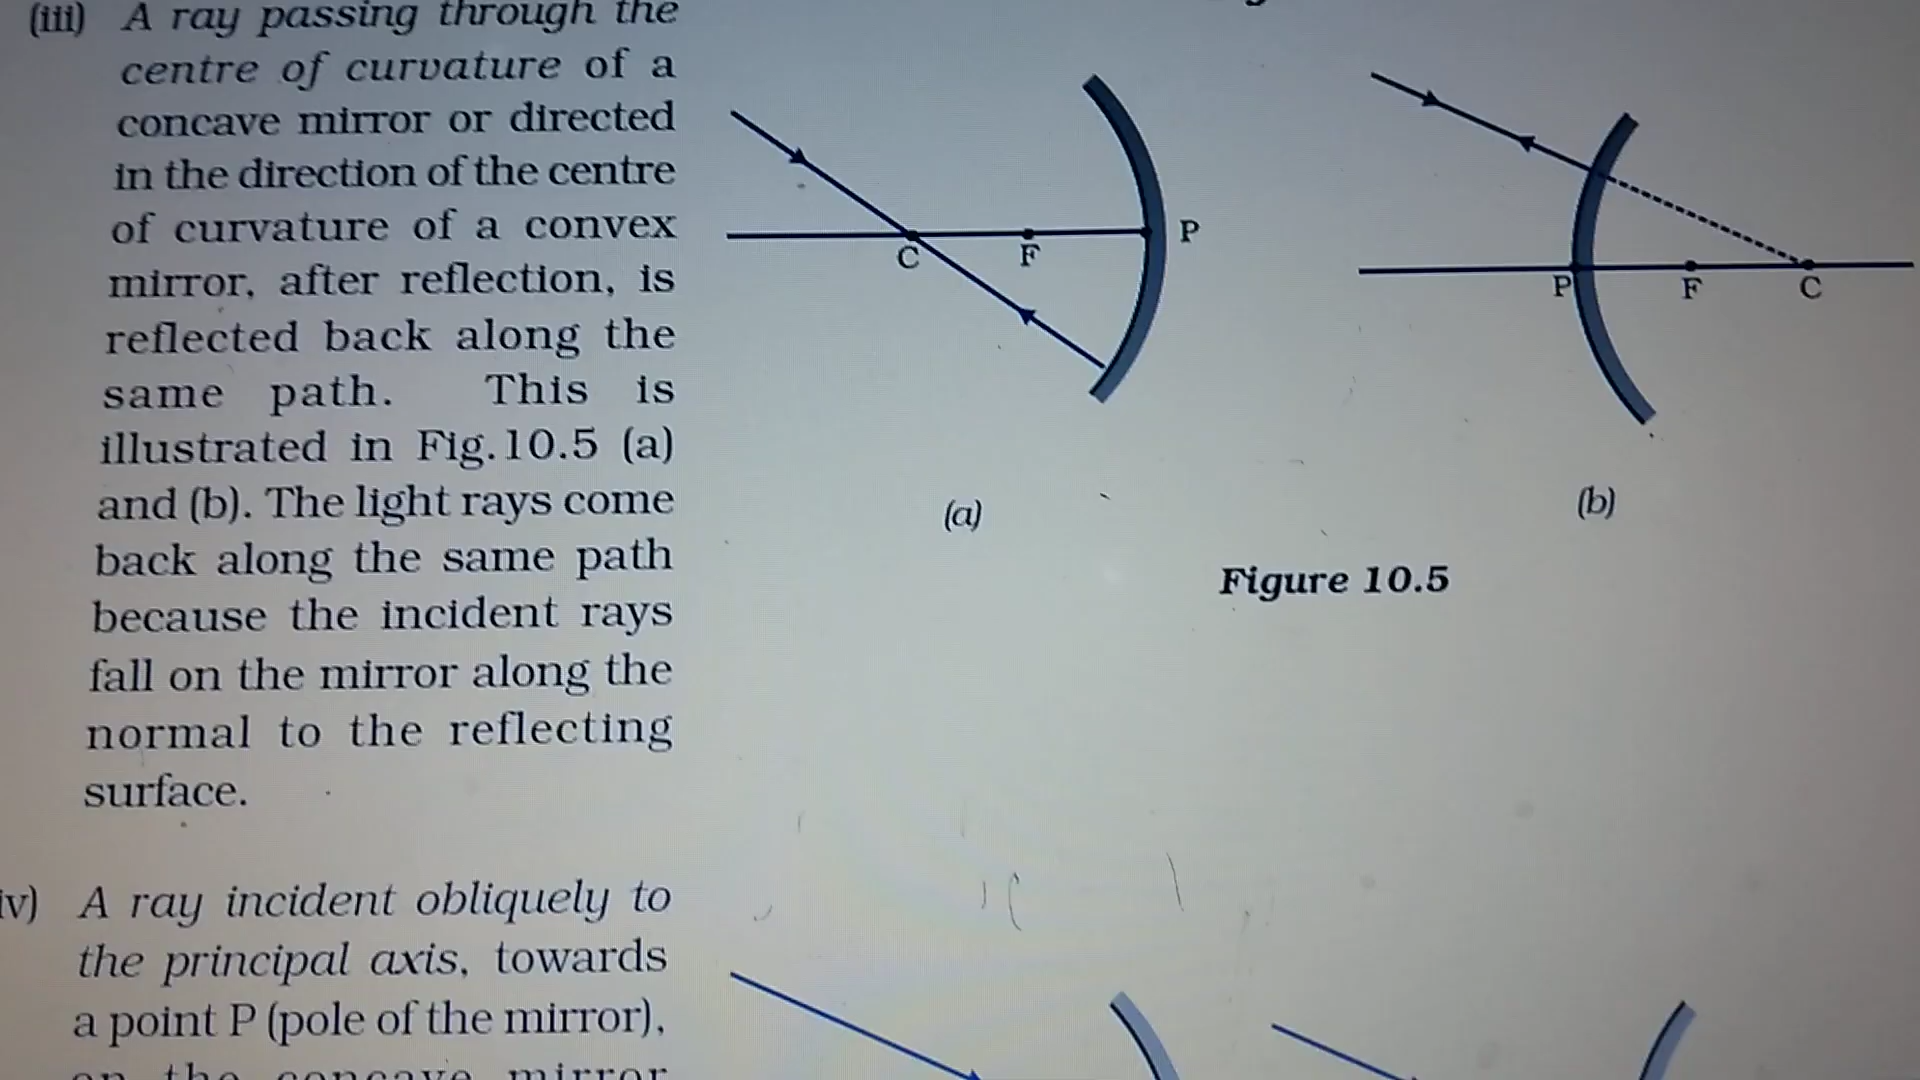 (iii) A ray passing through the
centre of curvature of a
concave mirror or directed
in the direction of the centre
of curvature of a convex
mirror, after reflection, is
reflected back along the
same path. This is
illustrated in Fig.10.5 (a)
and (b). The light rays come
back along the same path
because the incident rays
fall on the mirror along the
normal to the reflecting
surface.
C
F
P
(a)
P
F
C
(b)
Figure 10.5
iv) A ray incident obliquely to
the principal axis, towards
a point P (pole of the mirror),
on the concave mirror